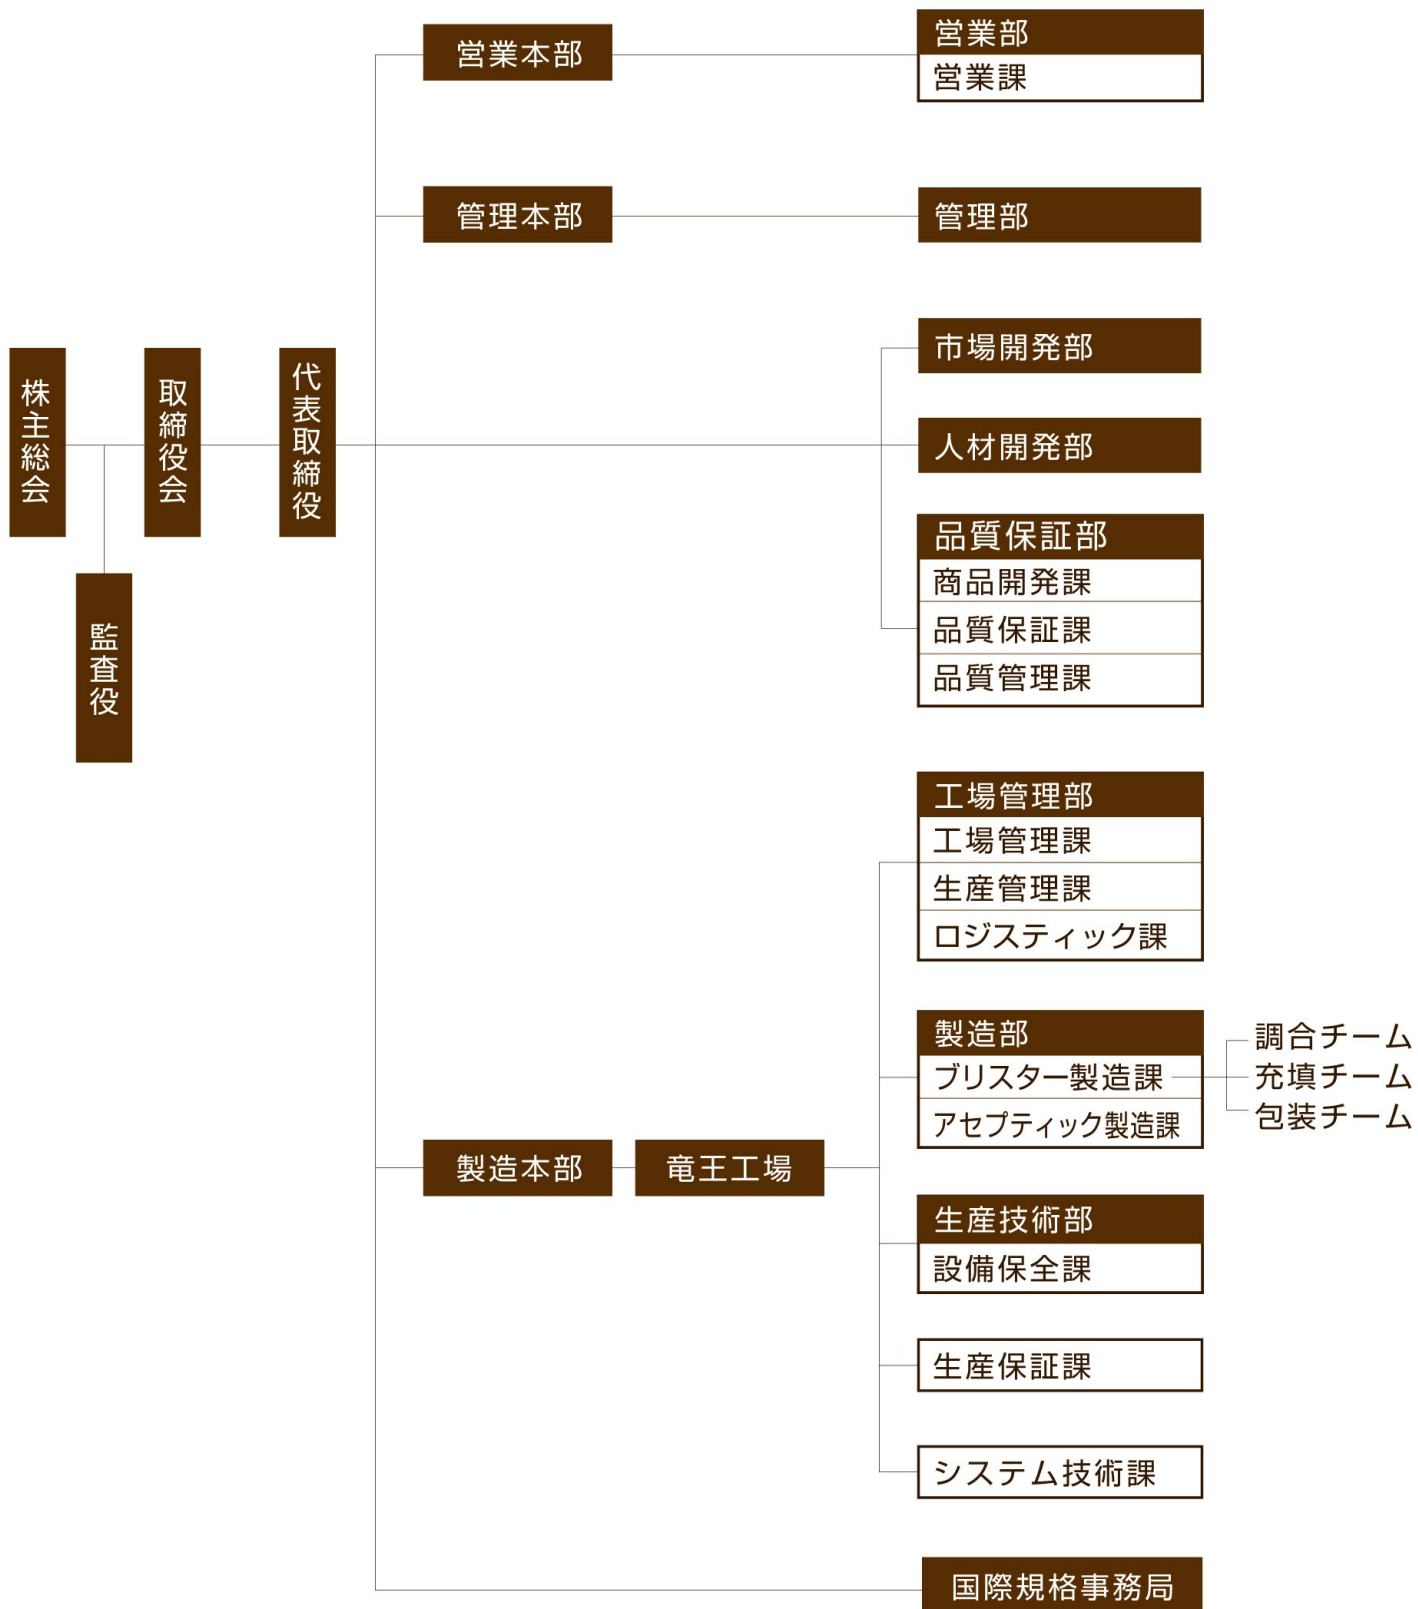 株主総会
監査役
取締役会
代表取締役
営業本部
営業部
営業課
管理本部
管理部
市場開発部
人材開発部
品質保証部
商品開発課
品質保証課
品質管理課
製造本部
竜王工場
工場管理部
工場管理課
生産管理課
ロジスティック課
製造部
ブリスター製造課
調合チーム
充填チーム
包装チーム
アセプティック製造課
生産技術部
設備保全課
生産保証課
システム技術課
国際規格事務局